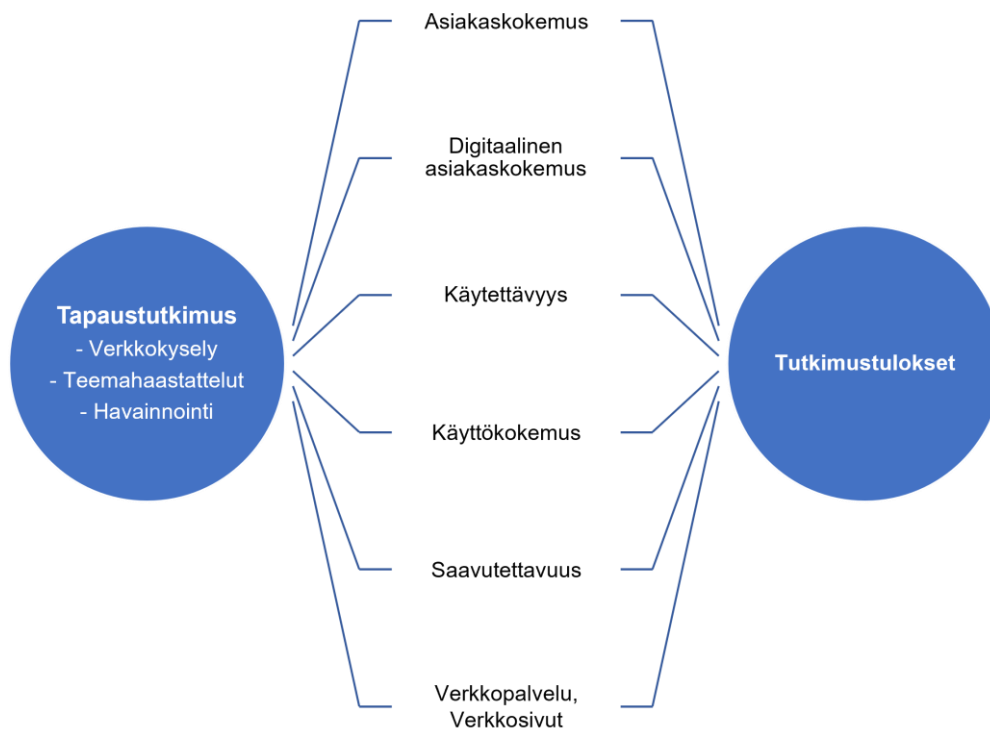 Asiakaskokemus
Digitaalinen
asiakaskokemus
Käytettävyys
Tapaustutkimus
- Verkkokysely
- Teemahaastattelut
- Havainnointi
Tutkimustulokset
Käyttökokemus
Saavutettavuus
Verkkopalvelu,
Verkkosivut